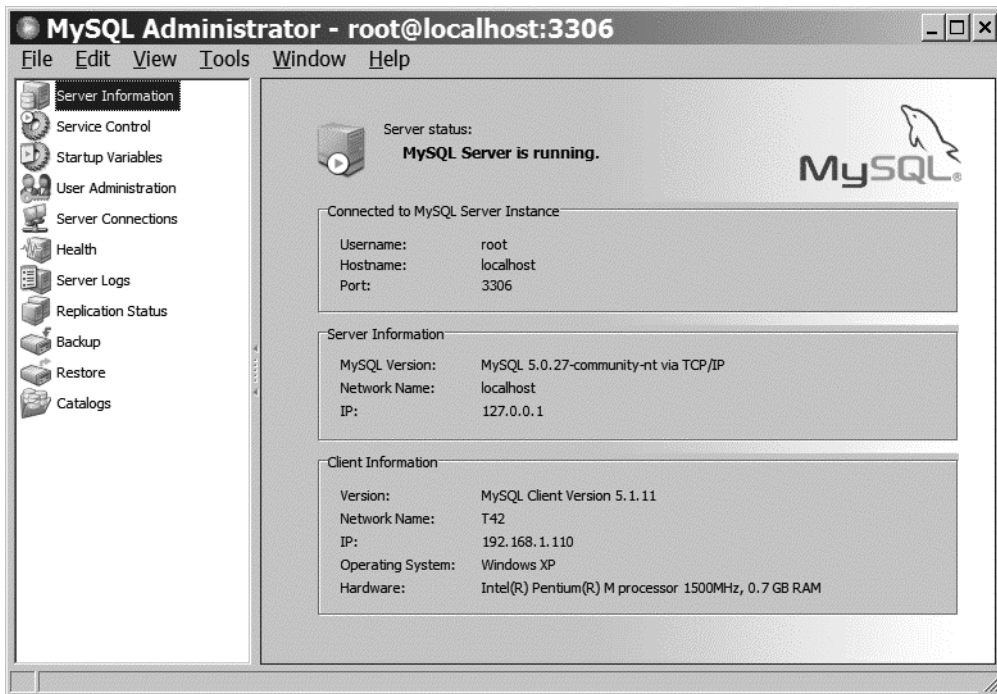 MySQL Administrator - root@localhost:3306
File Edit View Tools Window Help
Server Information
Service Control
Startup Variables
User Administration
Server Connections
Health
Server Logs
Replication Status
Backup
Restore
Catalogs
Server status:
MySQL Server is running.
MySQL®
Connected to MySQL Server Instance
Username: root
Hostname: localhost
Port: 3306
Server Information
MySQL Version: MySQL 5.0.27-community-nt via TCP/IP
Network Name: localhost
IP: 127.0.0.1
Client Information
Version: MySQL Client Version 5.1.11
Network Name: T42
IP: 192.168.1.110
Operating System: Windows XP
Hardware: Intel(R) Pentium(R) M processor 1500MHz, 0.7 GB RAM